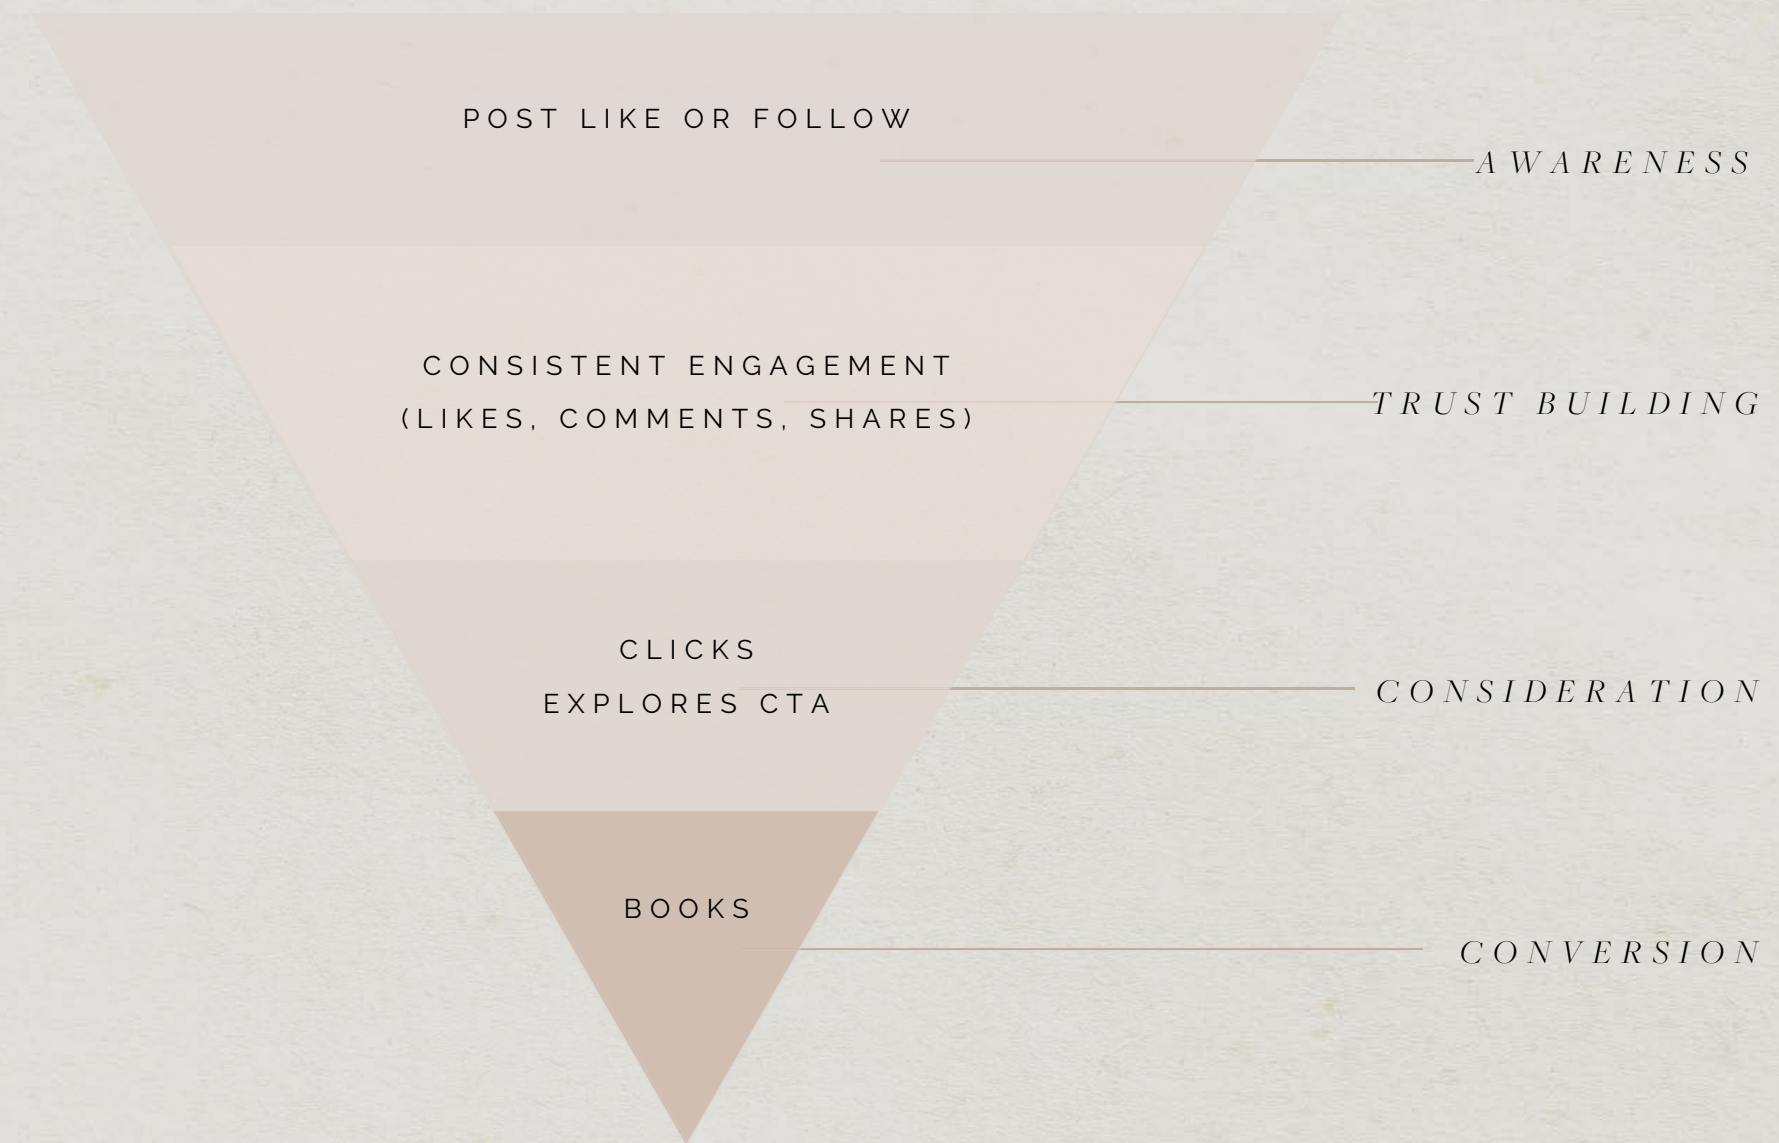 POST LIKE OR FOLLOW
AWARENESS
CONSISTENT ENGAGEMENT
(LIKES, COMMENTS, SHARES)
TRUST BUILDING
CLICKS
EXPLORES CTA
CONSIDERATION
BOOKS
CONVERSION